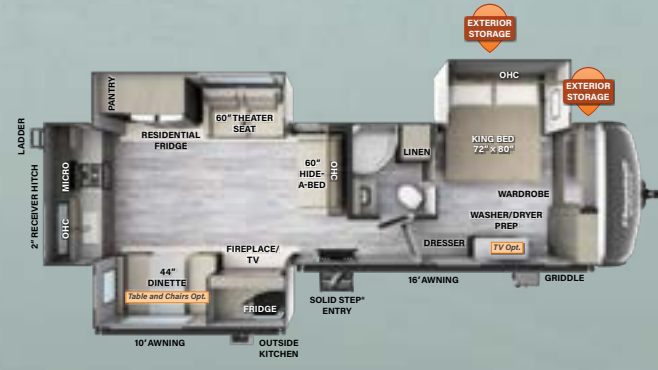 EXTERIOR
STORAGE
EXTERIOR
STORAGE
OHC
PANTRY
60" THEATER
SEAT
RESIDENTIAL
FRIDGE
KING BED
72" X 80"
LADDER
2" RECEIVER HITCH
MICRO
OHC
60"
HIDE-
A-BED
OHC
LINEN
WARDROBE
WASHER/DRYER
PREP
DRESSER
TV Opt.
FIREPLACE/
TV
44"
DINETTE
Table and Chairs Opt.
FRIDGE
SOLID STEP®
ENTRY
16' AWNING
GRIDDLE
10' AWNING
OUTSIDE
KITCHEN